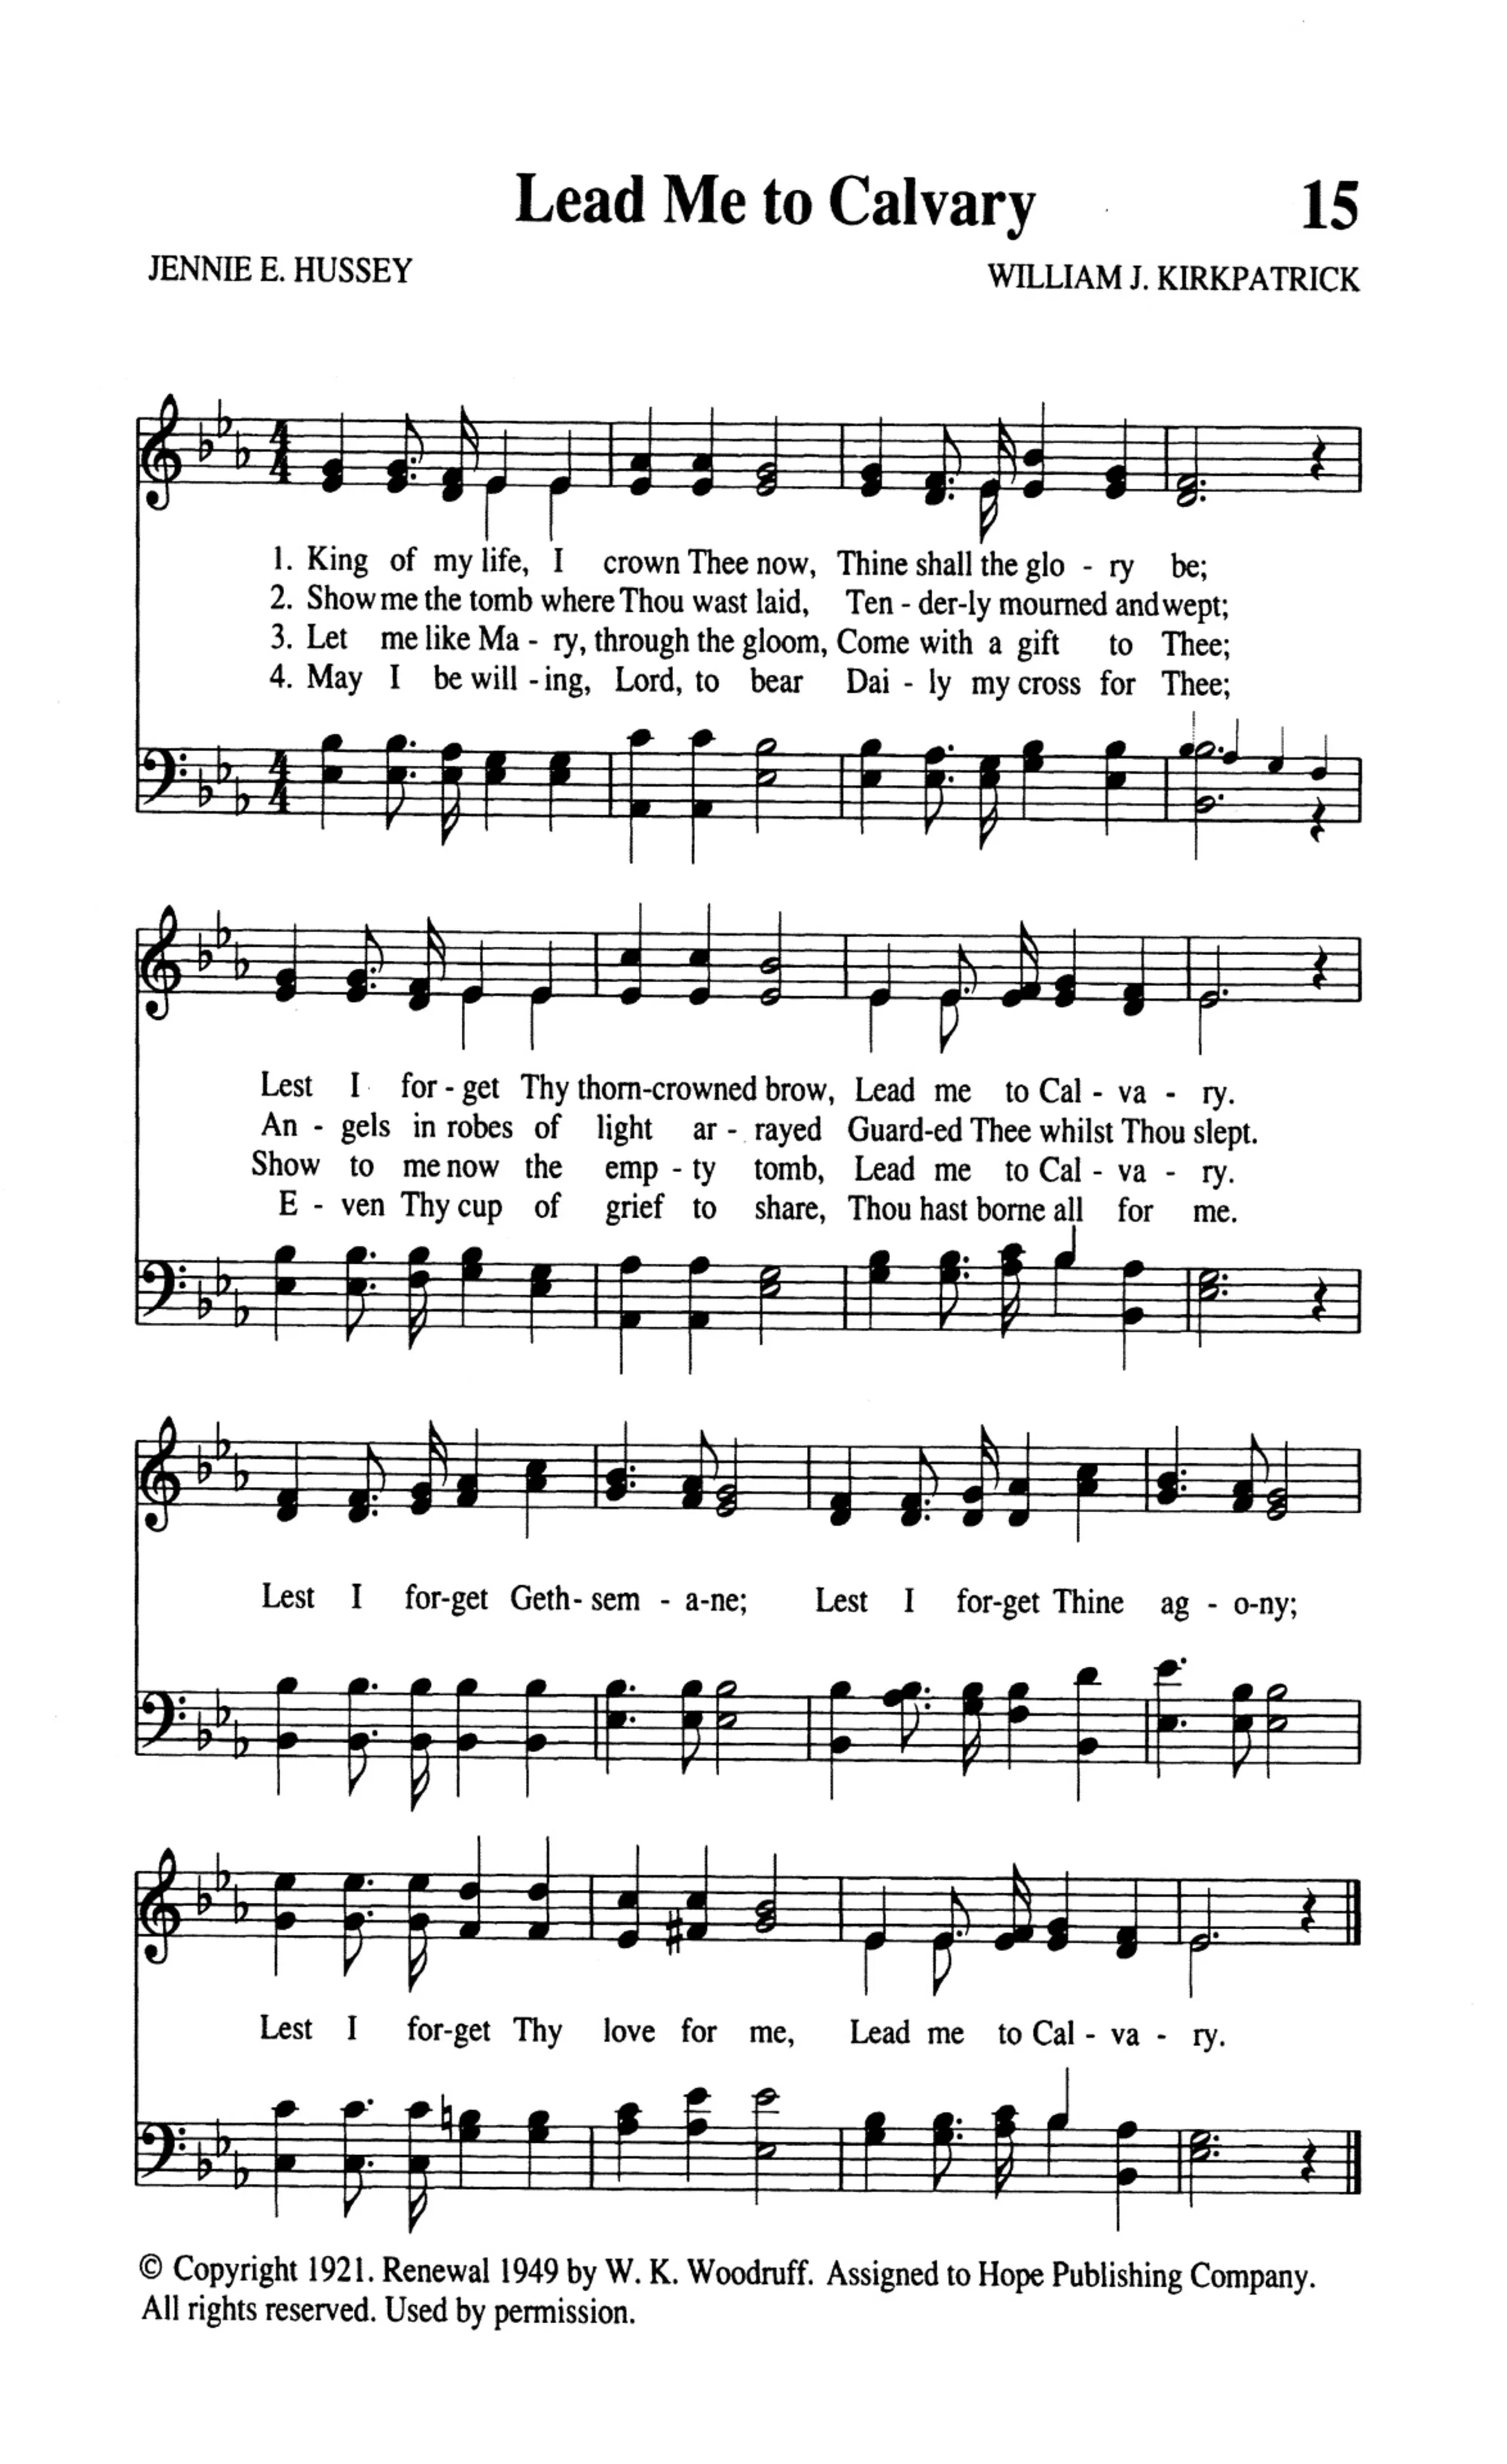 Lead Me to Calvary 15
JENNIE E. HUSSEY WILLIAM J. KIRKPATRICK
1. King of my life, I crown Thee now, Thine shall the glo - ry be;
2. Show me the tomb where Thou wast laid, Ten - der-ly mourned and wept;
3. Let me like Ma - ry, through the gloom, Come with a gift to Thee;
4. May I be will - ing, Lord, to bear Dai - ly my cross for Thee;
Lest I for - get Thy thorn-crowned brow, Lead me to Cal - va - ry.
An - gels in robes of light ar - rayed Guard-ed Thee whilst Thou slept.
Show to me now the emp - ty tomb, Lead me to Cal - va - ry.
E - ven Thy cup of grief to share, Thou hast borne all for me.
Lest I for-get Geth- sem - a-ne; Lest I for-get Thine ag - o-ny;
Lest I for-get Thy love for me, Lead me to Cal - va - ry.
© Copyright 1921. Renewal 1949 by W. K. Woodruff. Assigned to Hope Publishing Company.
All rights reserved. Used by permission.